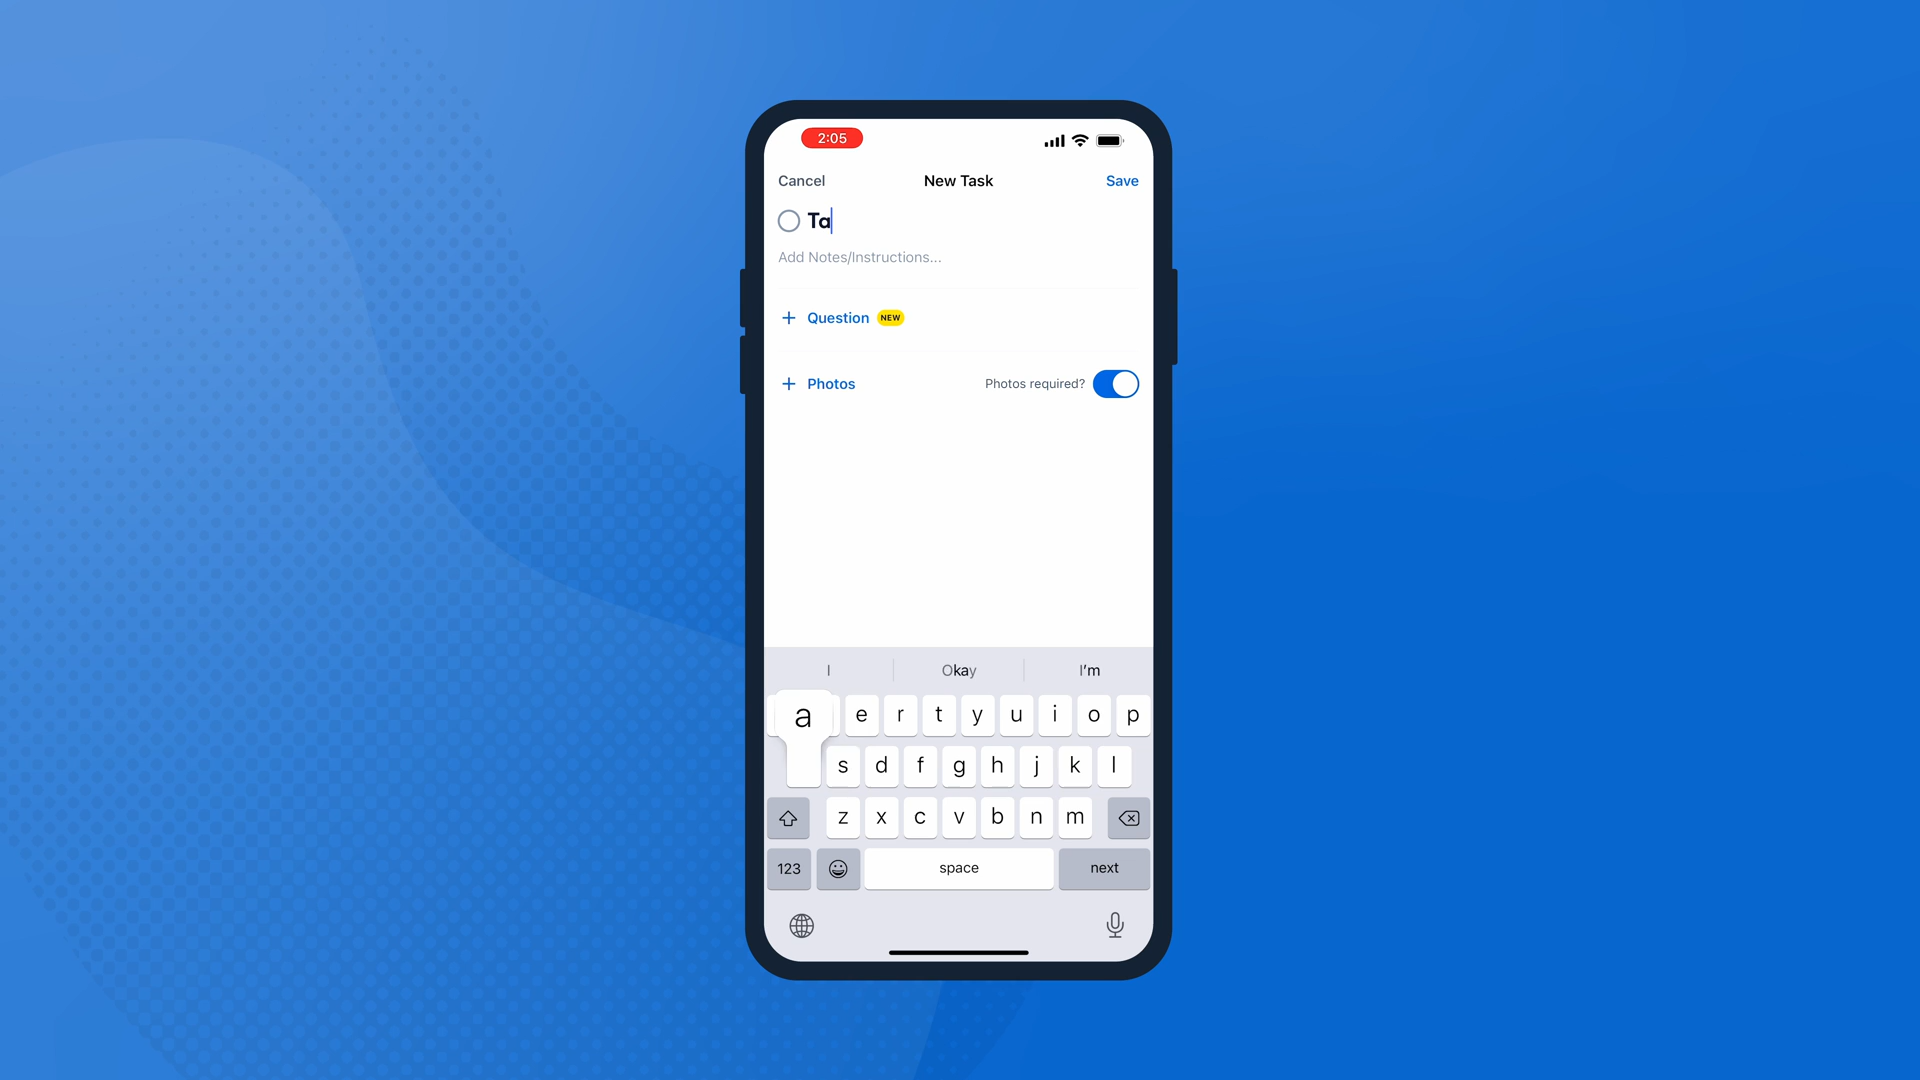 2:05
Cancel New Task Save
Ta
Add Notes/Instructions...
+ Question NEW
+ Photos Photos required?
I Okay I'm
a e r t y u i o p
s d f g h j k l
z x c v b n m
123 space next